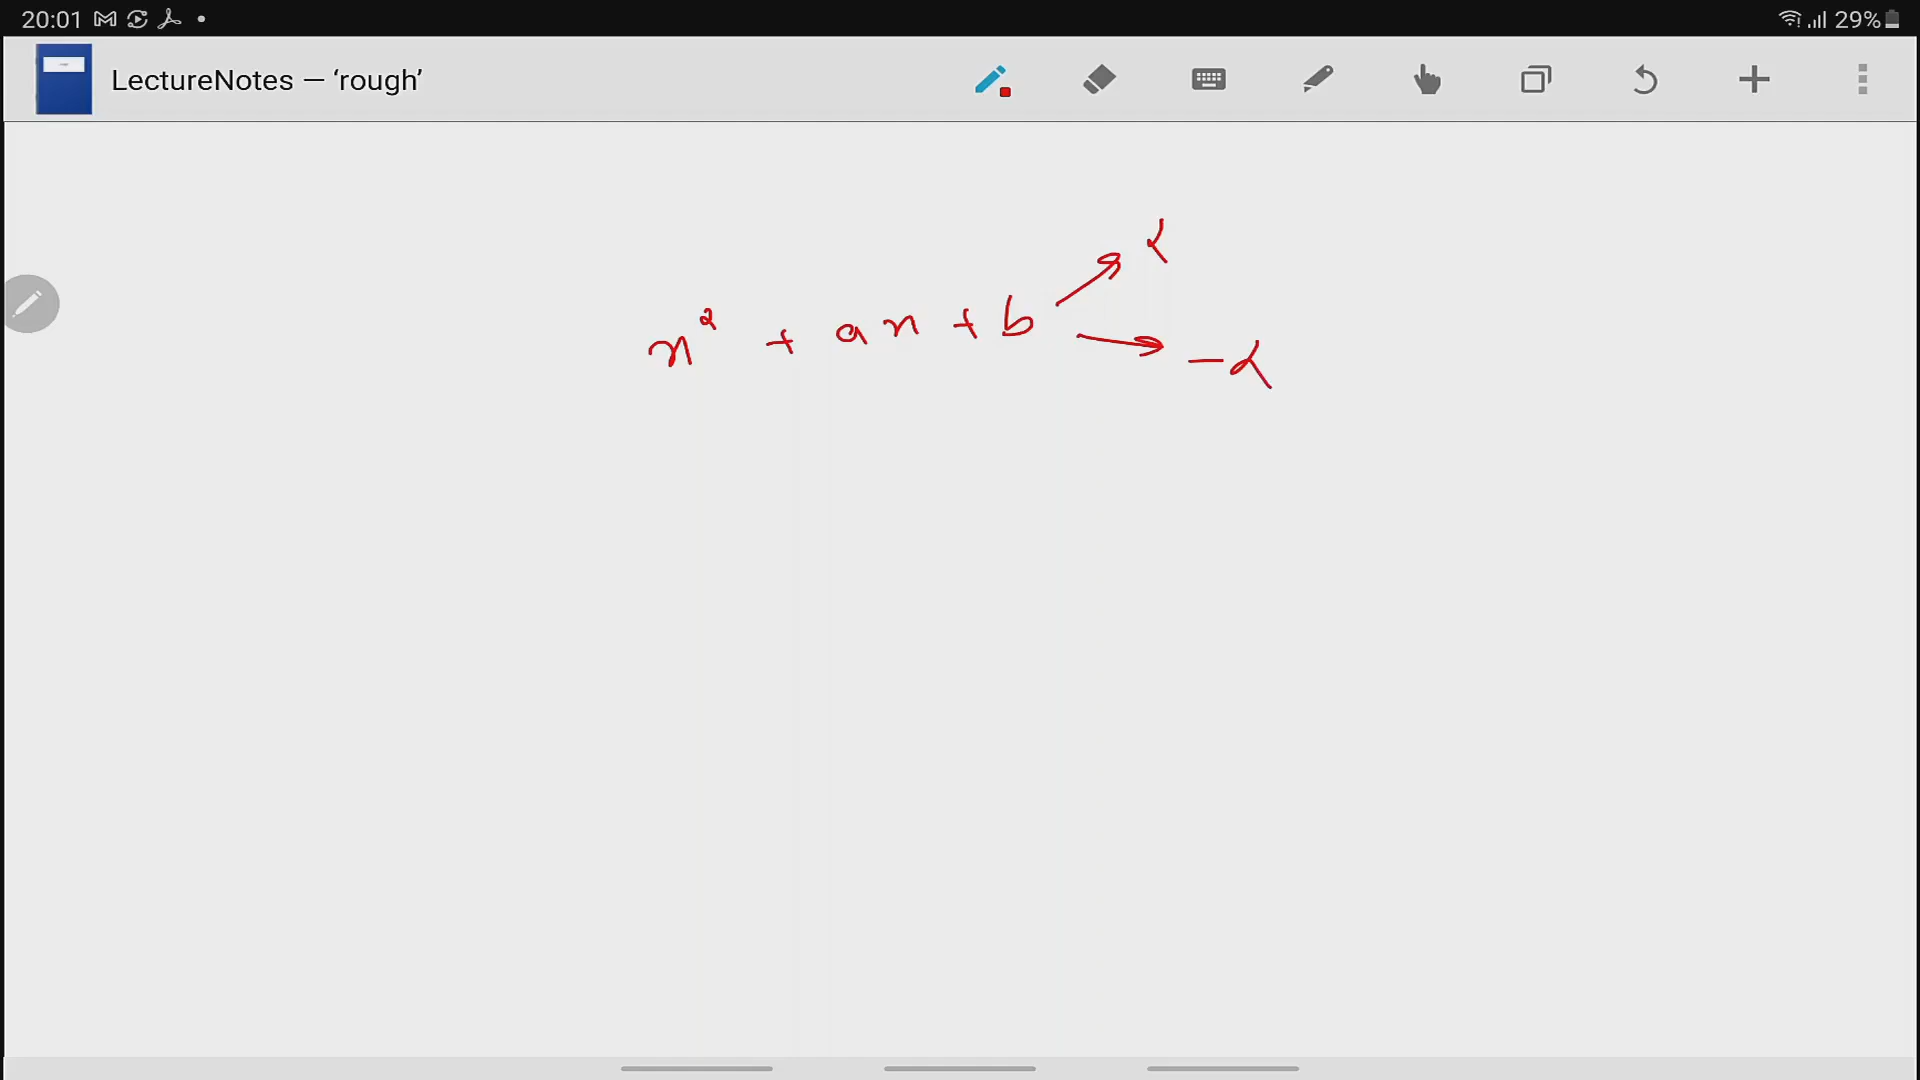 20:01 29%
LectureNotes — ‘rough’
α
x² + ax + b
-α